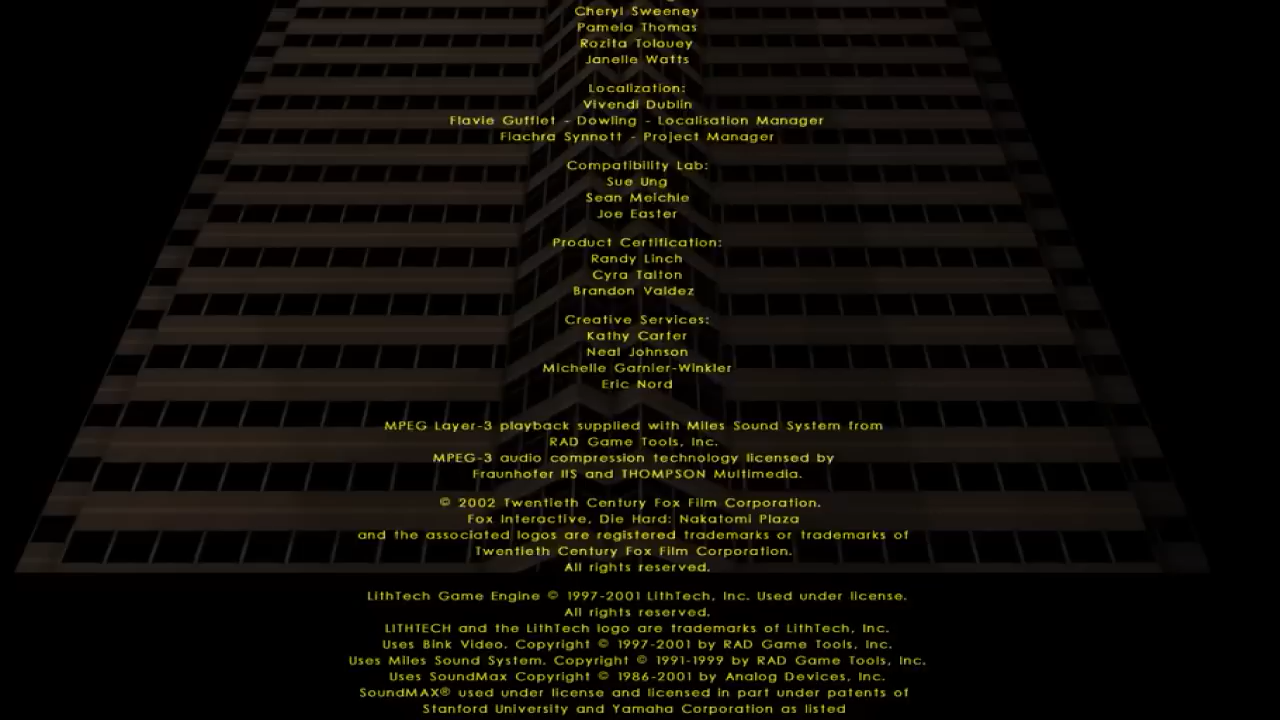 Cheryl Sweeney
Pamela Thomas
Rozita Tolouey
Janelle Watts
Localization:
Vivendi Dublin
Flavie Gufflet - Dowling - Localisation Manager
Fiachra Synnott - Project Manager
Compatibility Lab:
Sue Ung
Sean Meichle
Joe Easter
Product Certification:
Randy Linch
Cyra Talton
Brandon Valdez
Creative Services:
Kathy Carter
Neal Johnson
Michelle Garnier-Winkler
Eric Nord
MPEG Layer-3 playback supplied with Miles Sound System from
RAD Game Tools, Inc.
MPEG-3 audio compression technology licensed by
Fraunhofer IIS and THOMPSON Multimedia.
© 2002 Twentieth Century Fox Film Corporation.
Fox Interactive, Die Hard: Nakatomi Plaza
and the associated logos are registered trademarks or trademarks of
Twentieth Century Fox Film Corporation.
All rights reserved.
LithTech Game Engine © 1997-2001 LithTech, Inc. Used under license.
All rights reserved.
LITHTECH and the LithTech logo are trademarks of LithTech, Inc.
Uses Bink Video. Copyright © 1997-2001 by RAD Game Tools, Inc.
Uses Miles Sound System. Copyright © 1991-1999 by RAD Game Tools, Inc.
Uses SoundMax Copyright © 1986-2001 by Analog Devices, Inc.
SoundMAX® used under license and licensed in part under patents of
Stanford University and Yamaha Corporation as listed